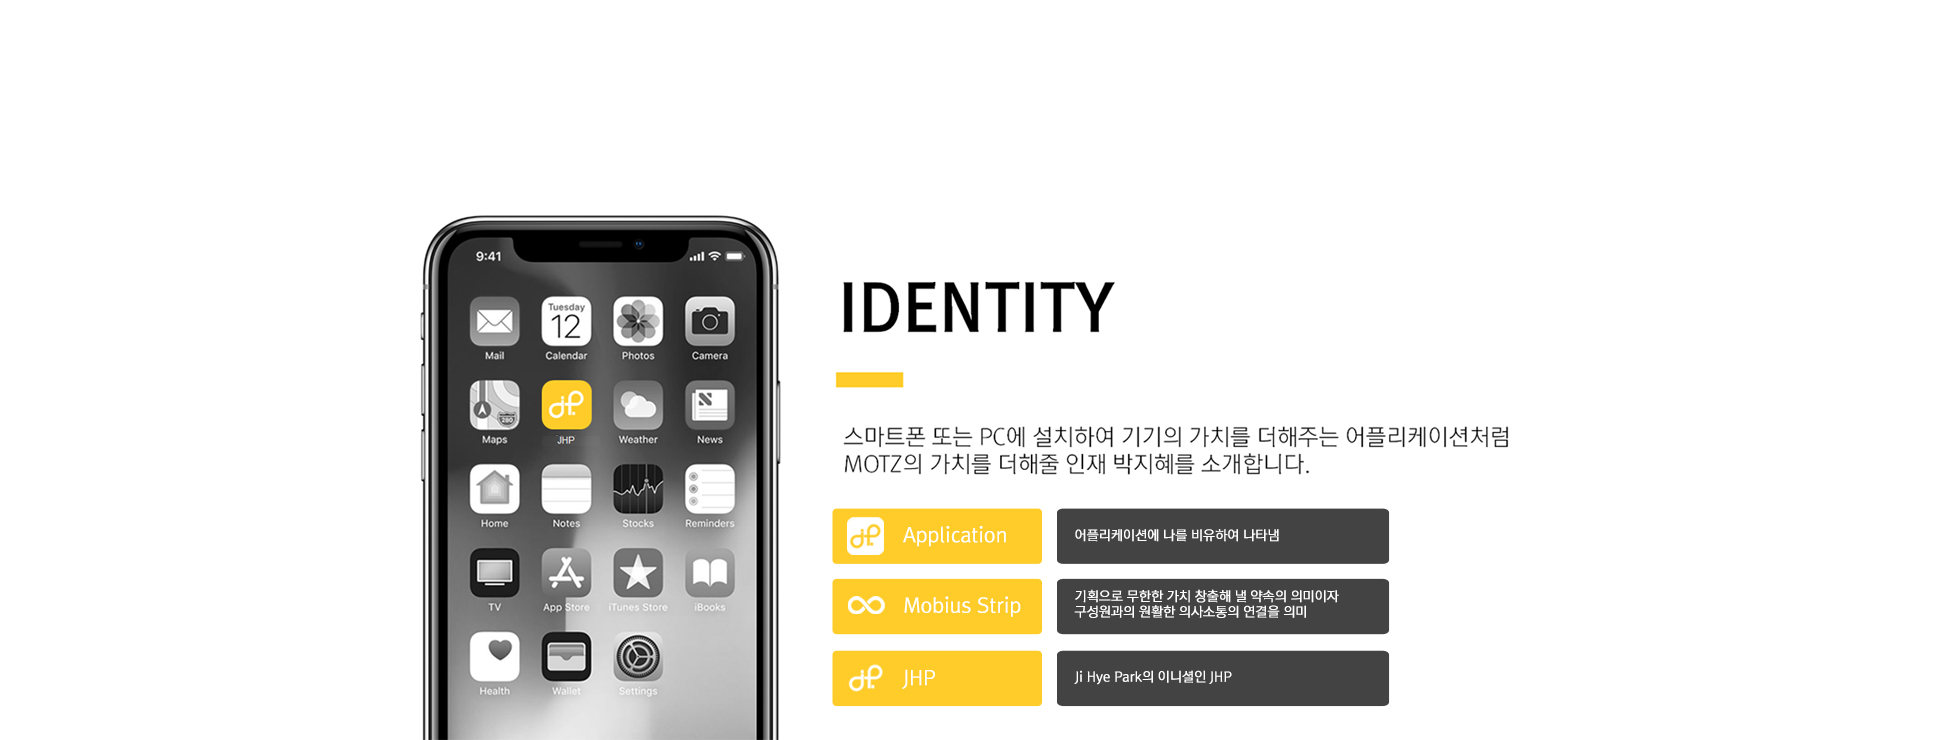 9:41
Tuesday
12
Mail
Calendar
Photos
Camera
280
Maps
JHP
Weather
News
Home
Notes
Stocks
Reminders
TV
App Store
iTunes Store
iBooks
Health
Wallet
Settings
IDENTITY
스마트폰 또는 PC에 설치하여 기기의 가치를 더해주는 어플리케이션처럼
MOTZ의 가치를 더해줄 인재 박지혜를 소개합니다.
Application
어플리케이션에 나를 비유하여 나타냄
Mobius Strip
기획으로 무한한 가치 창출해 낼 약속의 의미이자
구성원과의 원활한 의사소통의 연결을 의미
JHP
Ji Hye Park의 이니셜인 JHP